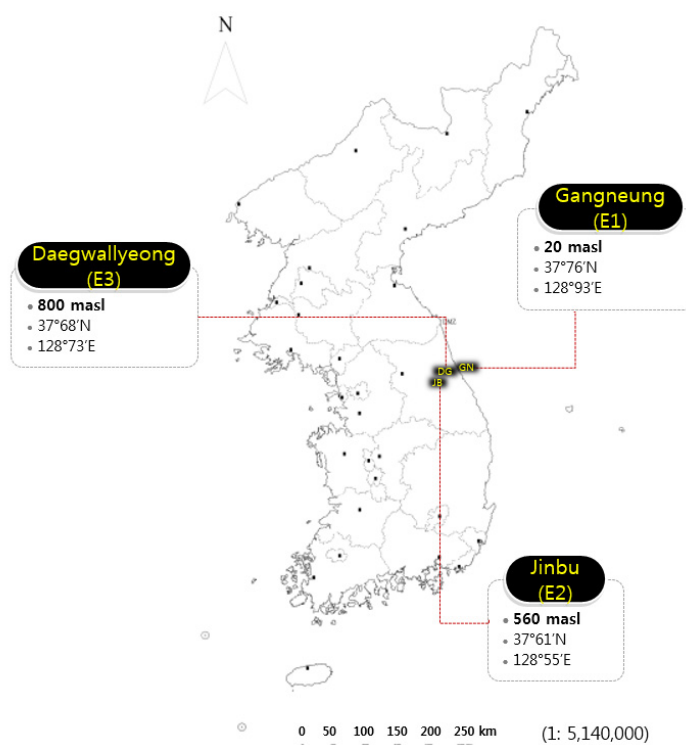 N
Gangneung
(E1)
• 20 masl
• 37°76′N
• 128°93′E
Daegwallyeong
(E3)
• 800 masl
• 37°68′N
• 128°73′E
DMZ
DG
GN
JB
Jinbu
(E2)
• 560 masl
• 37°61′N
• 128°55′E
0 50 100 150 200 250 km
(1: 5,140,000)